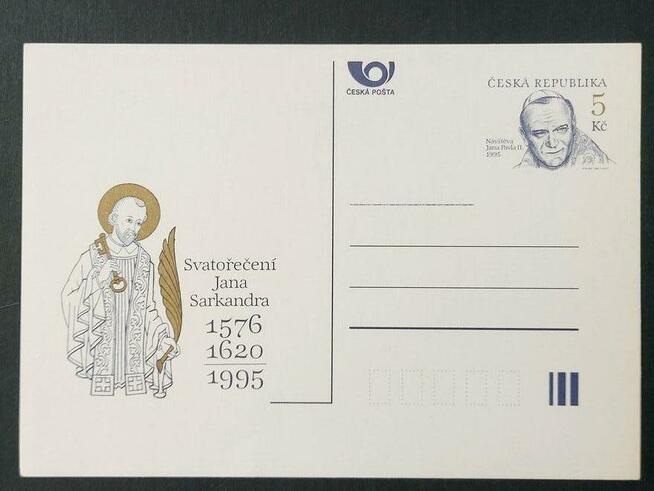 ČESKÁ POŠTA
ČESKÁ REPUBLIKA
5
Kč
Návštěva
Jana Pavla II.
1995
Svatořečení
Jana
Sarkandra
1576
1620
1995